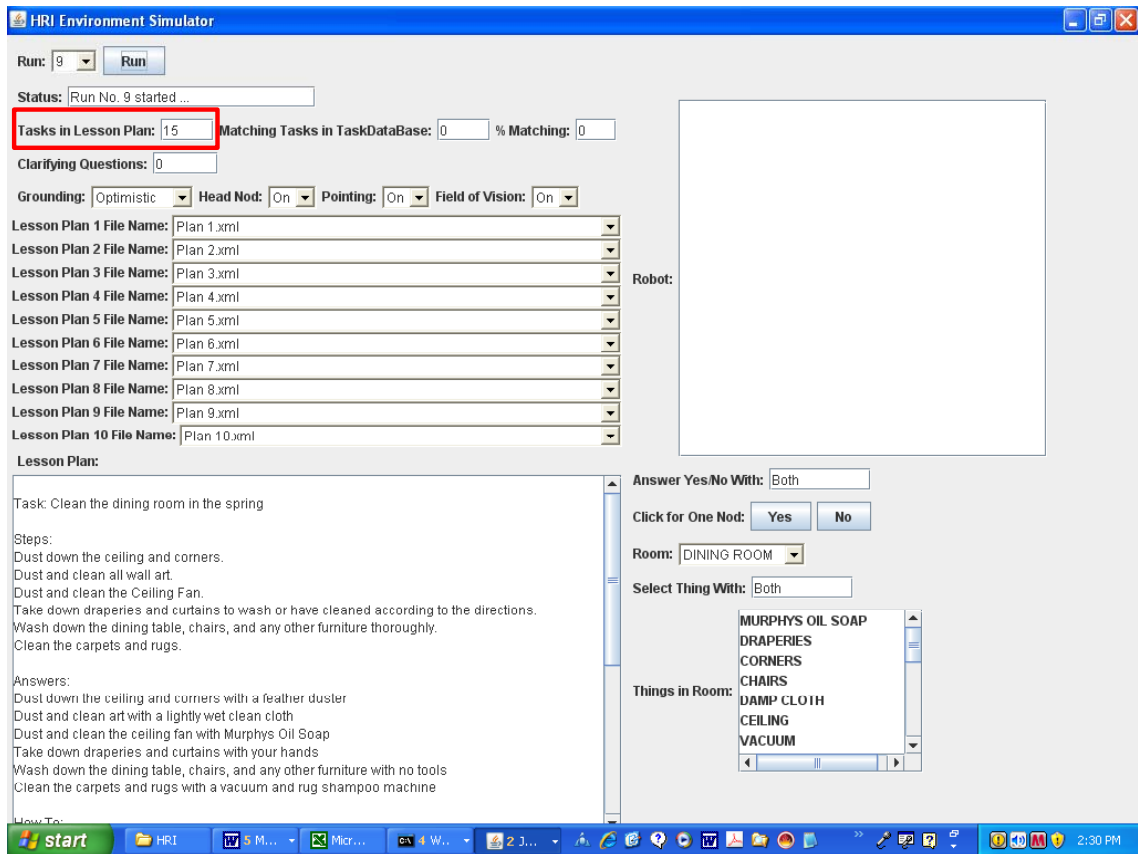 HRI Environment Simulator
Run: 9 Run
Status: Run No. 9 started ...
Tasks in Lesson Plan: 15 Matching Tasks in TaskDataBase: 0 % Matching: 0
Clarifying Questions: 0
Grounding: Optimistic Head Nod: On Pointing: On Field of Vision: On
Lesson Plan 1 File Name: Plan 1.xml
Lesson Plan 2 File Name: Plan 2.xml
Lesson Plan 3 File Name: Plan 3.xml
Lesson Plan 4 File Name: Plan 4.xml
Lesson Plan 5 File Name: Plan 5.xml
Lesson Plan 6 File Name: Plan 6.xml
Lesson Plan 7 File Name: Plan 7.xml
Lesson Plan 8 File Name: Plan 8.xml
Lesson Plan 9 File Name: Plan 9.xml
Lesson Plan 10 File Name: Plan 10.xml
Lesson Plan:
Task: Clean the dining room in the spring
Steps:
Dust down the ceiling and corners.
Dust and clean all wall art.
Dust and clean the Ceiling Fan.
Take down draperies and curtains to wash or have cleaned according to the directions.
Wash down the dining table, chairs, and any other furniture thoroughly.
Clean the carpets and rugs.
Answers:
Dust down the ceiling and corners with a feather duster
Dust and clean art with a lightly wet clean cloth
Dust and clean the ceiling fan with Murphys Oil Soap
Take down draperies and curtains with your hands
Wash down the dining table, chairs, and any other furniture with no tools
Clean the carpets and rugs with a vacuum and rug shampoo machine
How To:
Robot:
Answer Yes/No With: Both
Click for One Nod: Yes No
Room: DINING ROOM
Select Thing With: Both
Things in Room:
MURPHYS OIL SOAP
DRAPERIES
CORNERS
CHAIRS
DAMP CLOTH
CEILING
VACUUM
start HRI 5 M... Micr... 4 W... 2 J... 2:30 PM